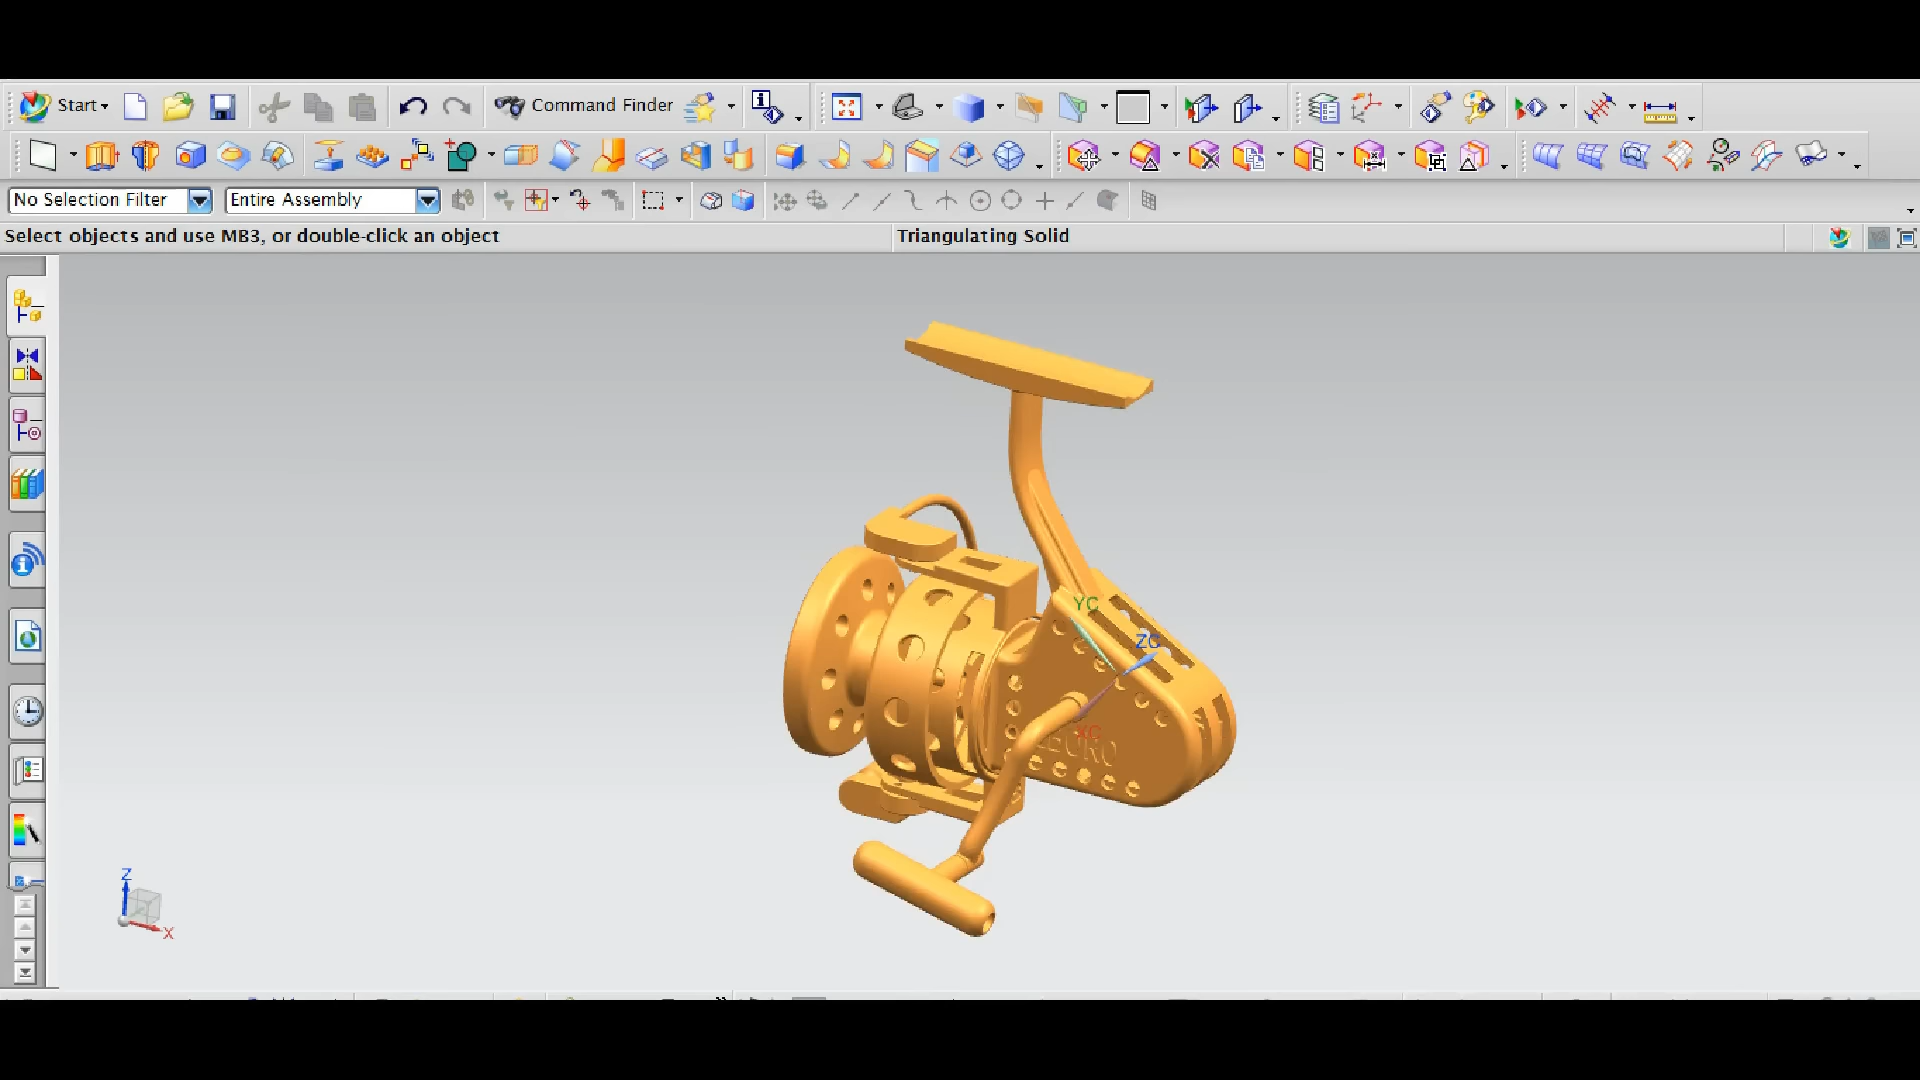 Start
Command Finder
No Selection Filter
Entire Assembly
Select objects and use MB3, or double-click an object
Triangulating Solid
YC
ZC
XC
Z
X